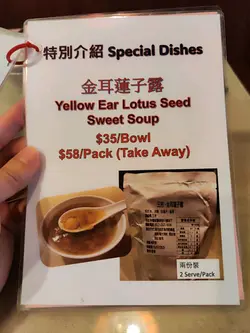 特別介紹 Special Dishes
金耳蓮子露
Yellow Ear Lotus Seed
Sweet Soup
$35/Bowl
$58/Pack (Take Away)
兩份裝
2 Serve/Pack